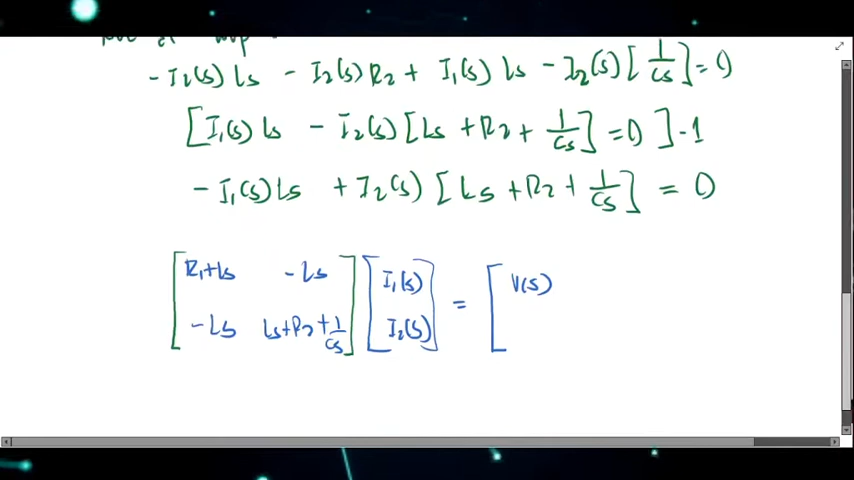 - I₂(s) Ls - I₂(s) R₂ + I₁(s) Ls - I₂(s) [ 1/Cs ] = 0
[ I₁(s) Ls - I₂(s) [ Ls + R₂ + 1/Cs ] = 0 ] · 1
- I₁(s) Ls + I₂(s) [ Ls + R₂ + 1/Cs ] = 0
[ R₁+Ls -Ls ] [ I₁(s) ] = [ V(s)
[ -Ls Ls+R₂+1/Cs ] [ I₂(s) ]